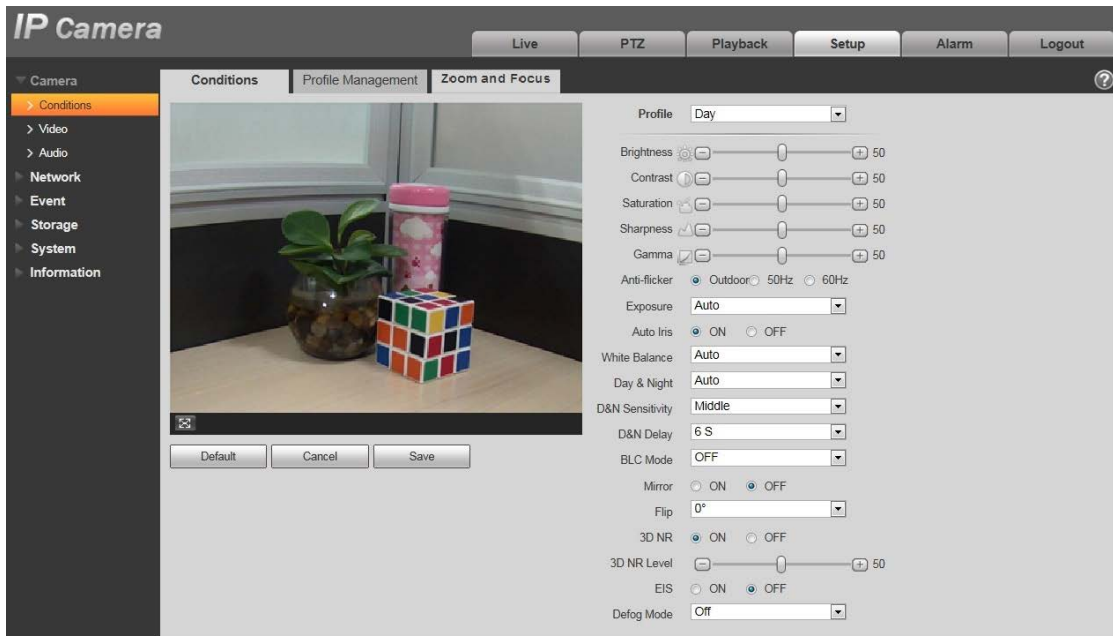 IP Camera
Live PTZ Playback Setup Alarm Logout
Camera
Conditions
Video
Audio
Network
Event
Storage
System
Information
Conditions Profile Management Zoom and Focus
?
Default Cancel Save
Profile Day
Brightness 50
Contrast 50
Saturation 50
Sharpness 50
Gamma 50
Anti-flicker Outdoor 50Hz 60Hz
Exposure Auto
Auto Iris ON OFF
White Balance Auto
Day & Night Auto
D&N Sensitivity Middle
D&N Delay 6 S
BLC Mode OFF
Mirror ON OFF
Flip 0°
3D NR ON OFF
3D NR Level 50
EIS ON OFF
Defog Mode Off